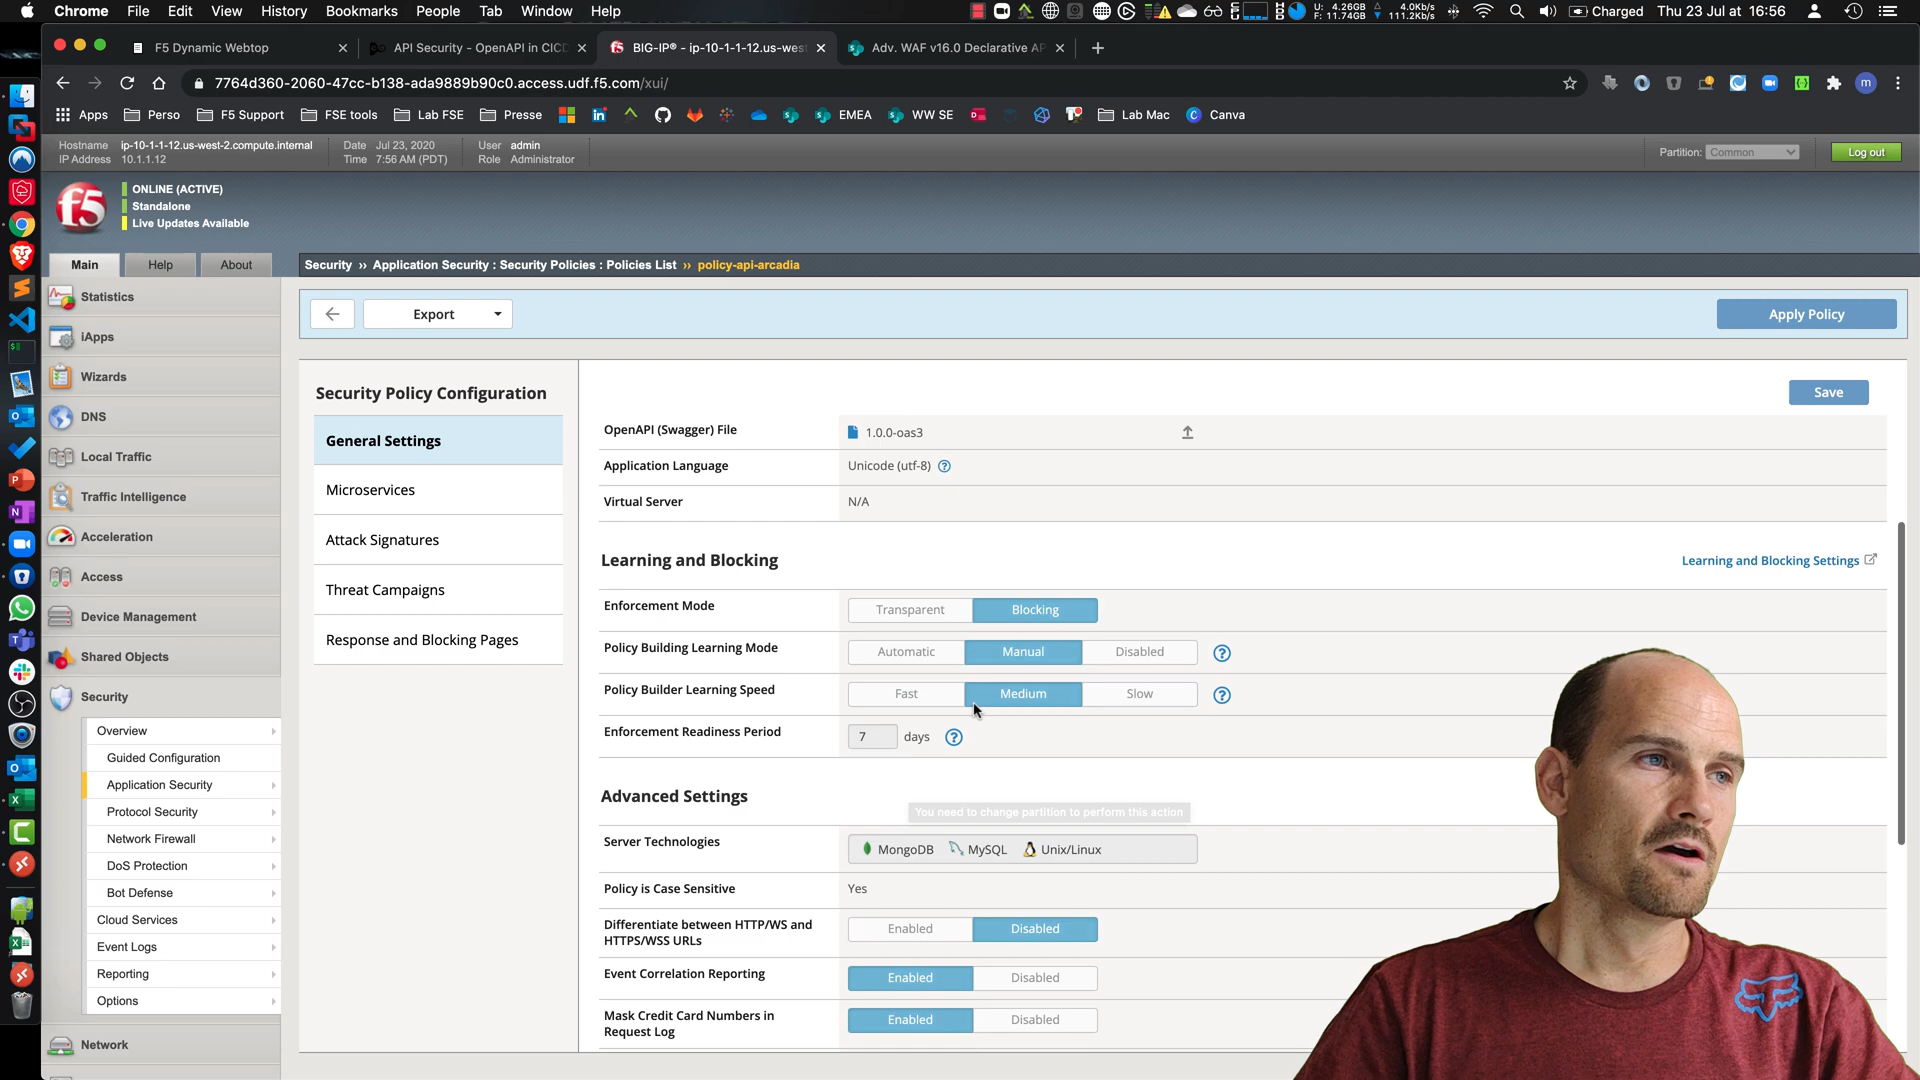 Chrome File Edit View History Bookmarks People Tab Window Help
U: 4.26GB F: 11.74GB 4.0Kb/s 111.2Kb/s Charged Thu 23 Jul at 16:56
F5 Dynamic Webtop
API Security - OpenAPI in CICD
BIG-IP® - ip-10-1-1-12.us-west
Adv. WAF v16.0 Declarative AP
7764d360-2060-47cc-b138-ada9889b90c0.access.udf.f5.com/xui/
Apps Perso F5 Support FSE tools Lab FSE Presse EMEA WW SE Lab Mac Canva
Hostname ip-10-1-1-12.us-west-2.compute.internal Date Jul 23, 2020 User admin
IP Address 10.1.1.12 Time 7:56 AM (PDT) Role Administrator
Partition: Common
Log out
f5
ONLINE (ACTIVE)
Standalone
Live Updates Available
Main Help About
Security ›› Application Security : Security Policies : Policies List ›› policy-api-arcadia
Statistics
iApps
Wizards
DNS
Local Traffic
Traffic Intelligence
Acceleration
Access
Device Management
Shared Objects
Security
Overview
Guided Configuration
Application Security
Protocol Security
Network Firewall
DoS Protection
Bot Defense
Cloud Services
Event Logs
Reporting
Options
Network
Export
Apply Policy
Security Policy Configuration
General Settings
Microservices
Attack Signatures
Threat Campaigns
Response and Blocking Pages
Save
OpenAPI (Swagger) File 1.0.0-oas3
Application Language Unicode (utf-8)
Virtual Server N/A
Learning and Blocking
Learning and Blocking Settings
Enforcement Mode Transparent Blocking
Policy Building Learning Mode Automatic Manual Disabled
Policy Builder Learning Speed Fast Medium Slow
Enforcement Readiness Period 7 days
Advanced Settings
You need to change partition to perform this action
Server Technologies MongoDB MySQL Unix/Linux
Policy is Case Sensitive Yes
Differentiate between HTTP/WS and
HTTPS/WSS URLs
Enabled Disabled
Event Correlation Reporting Enabled Disabled
Mask Credit Card Numbers in
Request Log
Enabled Disabled